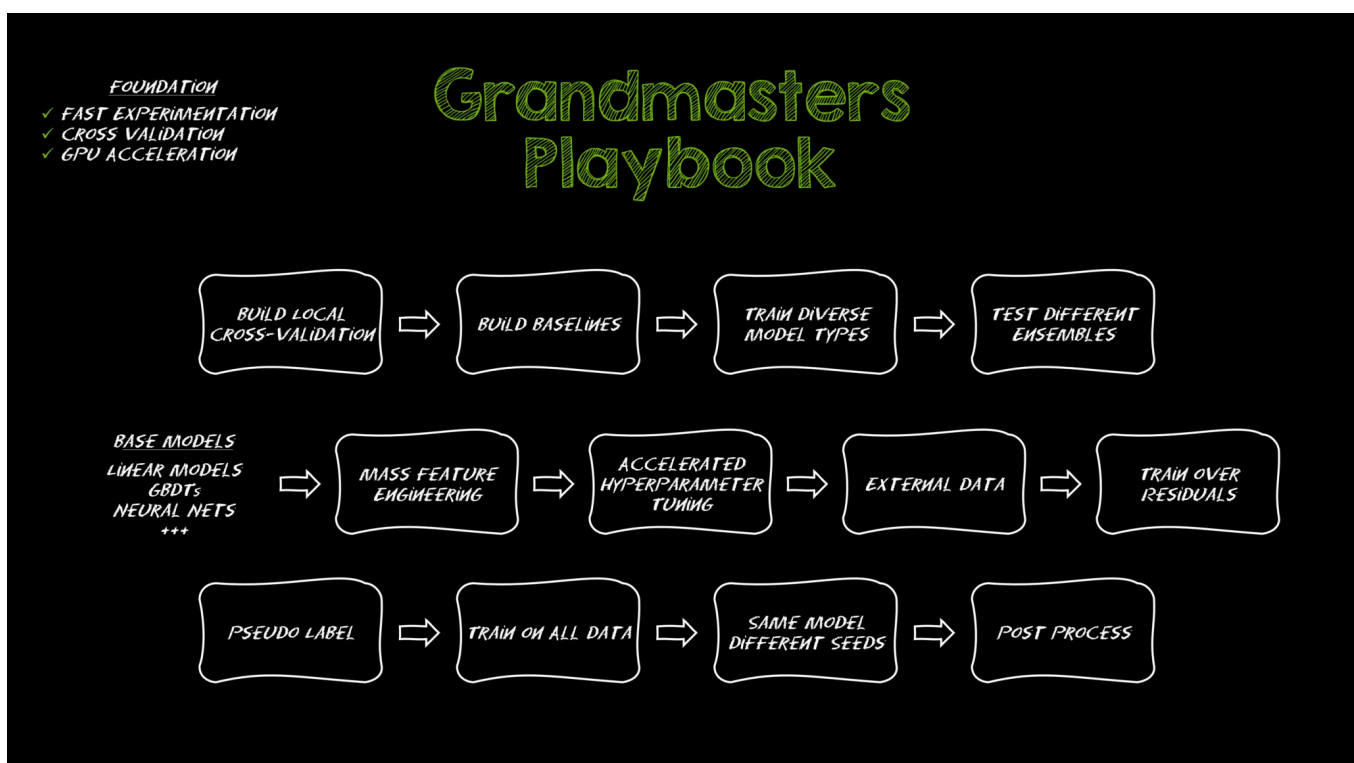 FOUNDATION
✓ FAST EXPERIMENTATION
✓ CROSS VALIDATION
✓ GPU ACCELERATION
Grandmasters
Playbook
BUILD LOCAL
CROSS-VALIDATION
BUILD BASELINES
TRAIN DIVERSE
MODEL TYPES
TEST DIFFERENT
ENSEMBLES
BASE MODELS
LINEAR MODELS
GBDTs
NEURAL NETS
+++
MASS FEATURE
ENGINEERING
ACCELERATED
HYPERPARAMETER
TUNING
EXTERNAL DATA
TRAIN OVER
RESIDUALS
PSEUDO LABEL
TRAIN ON ALL DATA
SAME MODEL
DIFFERENT SEEDS
POST PROCESS